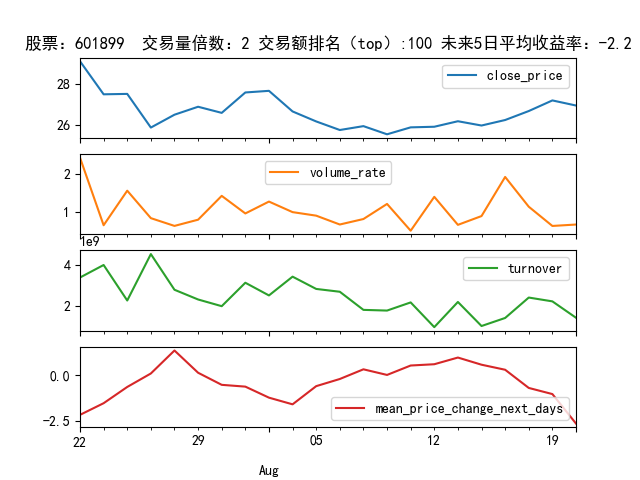 股票：601899  交易量倍数：2 交易额排名（top）:100 未来5日平均收益率：-2.2
28
26
close_price
2
1
volume_rate
1e9
4
2
turnover
0.0
-2.5
mean_price_change_next_days
22 29 05 12 19
Aug